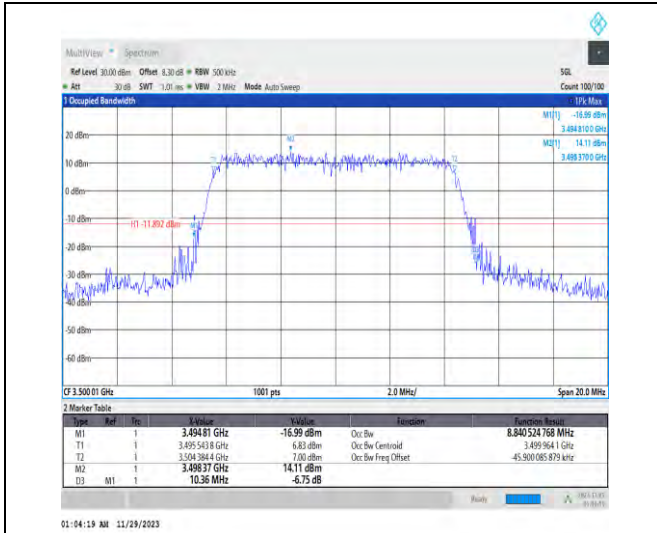 MultiView Spectrum
Ref Level 30.00 dBm Offset 8.30 dB RBW 500 kHz SGL
Att 30 dB SWT 1.01 ms VBW 2 MHz Mode Auto Sweep Count 100/100
1 Occupied Bandwidth 1Pk Max
M1[1] -16.99 dBm
3.494 8100 GHz
M2[1] 14.11 dBm
3.498 3700 GHz
20 dBm
10 dBm
0 dBm
-10 dBm
H1 -11.892 dBm
-20 dBm
-30 dBm
-40 dBm
-50 dBm
-60 dBm
CF 3.500 01 GHz 1001 pts 2.0 MHz/ Span 20.0 MHz
2 Marker Table
Type Ref Trc X-Value Y-Value Function Function Result
M1 1 3.494 81 GHz -16.99 dBm Occ Bw 8.840 524 768 MHz
T1 1 3.495 543 8 GHz 6.83 dBm Occ Bw Centroid 3.499 964 1 GHz
T2 1 3.504 384 4 GHz 7.00 dBm Occ Bw Freq Offset -45.900 085 879 kHz
M2 1 3.498 37 GHz 14.11 dBm
D3 M1 1 10.36 MHz -6.75 dB
Ready
01:04:19 AM 11/29/2023